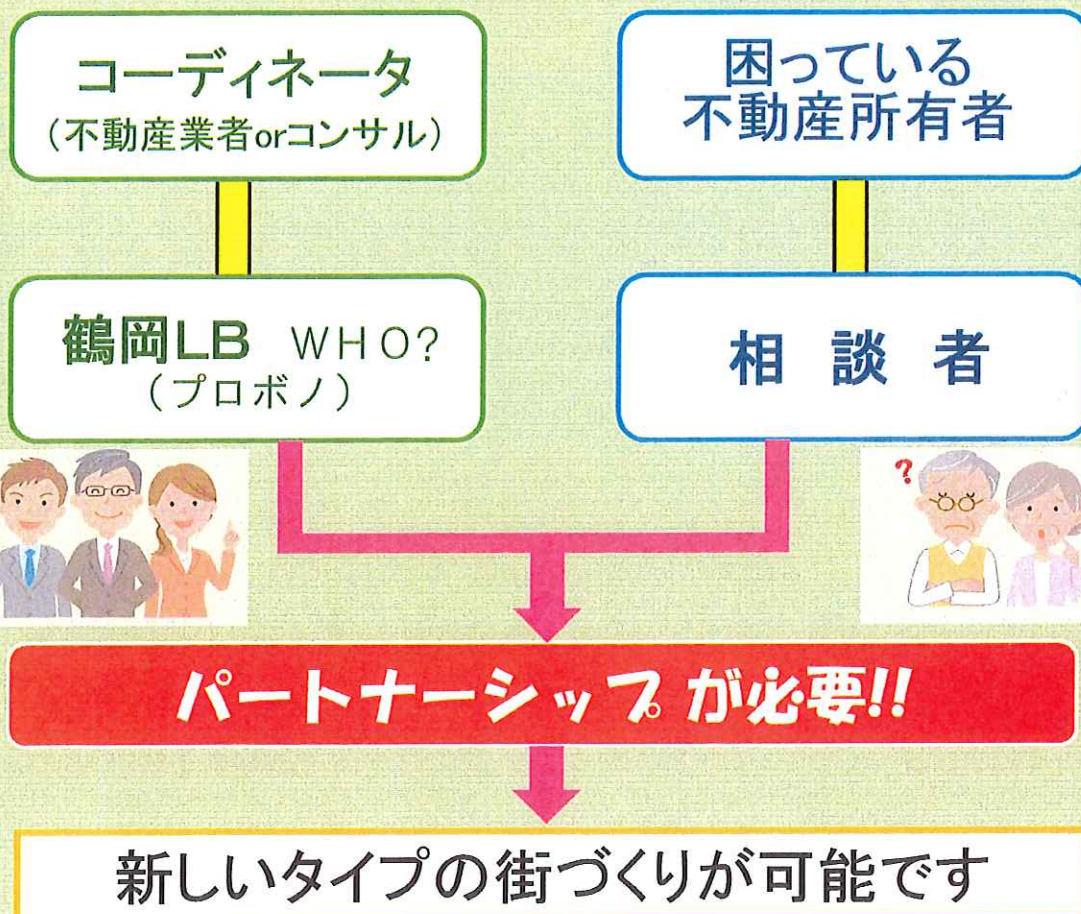 コーディネータ
(不動産業者orコンサル)
困っている
不動産所有者
鶴岡LB WHO?
(プロボノ)
相 談 者
?
パートナーシップ が必要!!
新しいタイプの街づくりが可能です